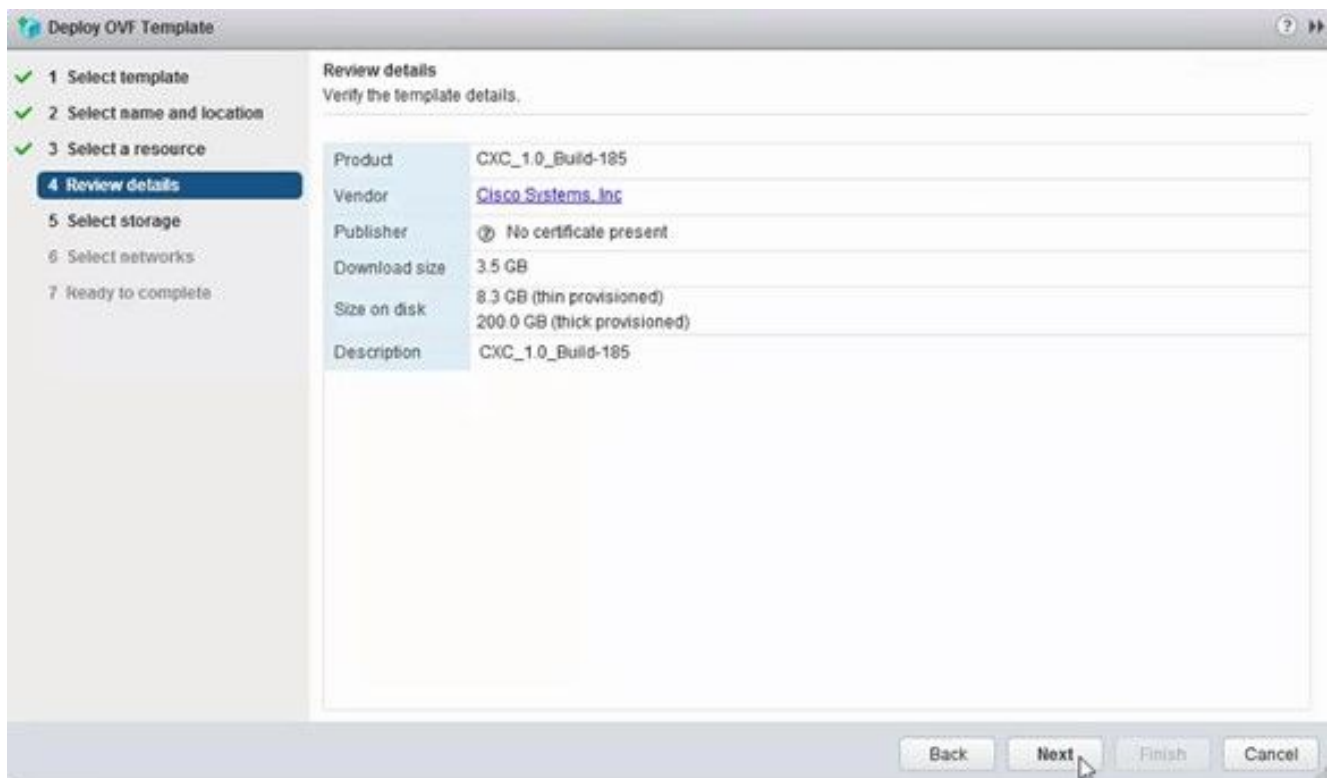 Deploy OVF Template
1 Select template
2 Select name and location
3 Select a resource
4 Review details
5 Select storage
6 Select networks
7 Ready to complete
Review details
Verify the template details.
Product CXC_1.0_Build-185
Vendor Cisco Systems, Inc
Publisher No certificate present
Download size 3.5 GB
Size on disk 8.3 GB (thin provisioned)
200.0 GB (thick provisioned)
Description CXC_1.0_Build-185
Back Next Finish Cancel